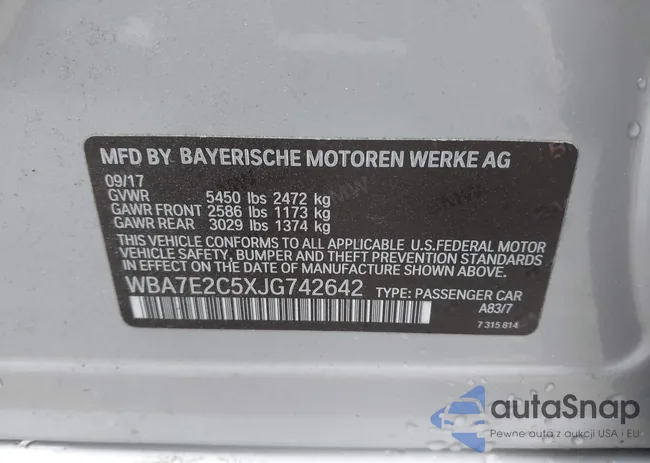 MFD BY BAYERISCHE MOTOREN WERKE AG
09/17
GVWR 5450 lbs 2472 kg
GAWR FRONT 2586 lbs 1173 kg
GAWR REAR 3029 lbs 1374 kg
THIS VEHICLE CONFORMS TO ALL APPLICABLE U.S.FEDERAL MOTOR
VEHICLE SAFETY, BUMPER AND THEFT PREVENTION STANDARDS
IN EFFECT ON THE DATE OF MANUFACTURE SHOWN ABOVE.
WBA7E2C5XJG742642 TYPE: PASSENGER CAR
A83/7
7 315 814
autaSnap
Pewne auta z aukcji USA i EU